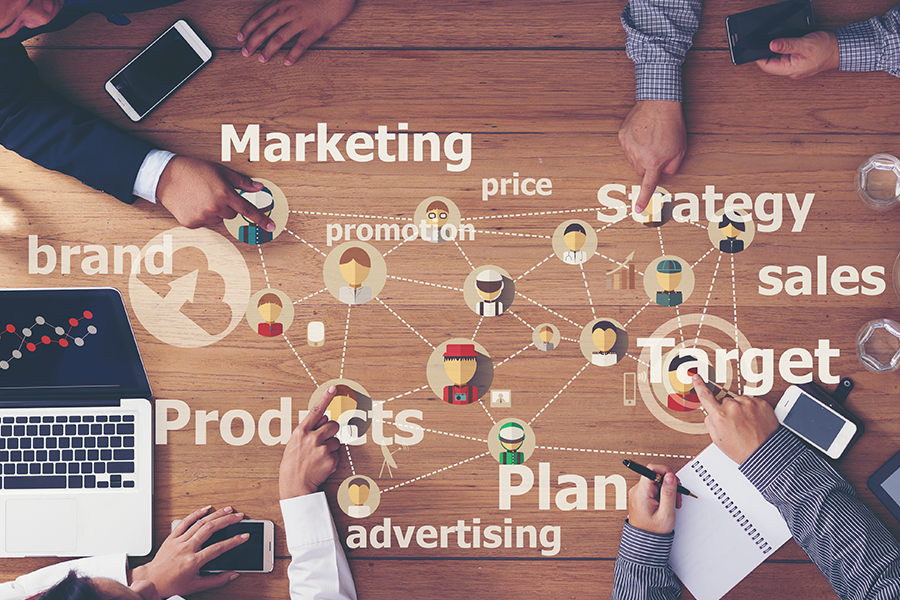 Marketing
price
Strategy
promotion
brand
sales
Target
Products
Plan
advertising